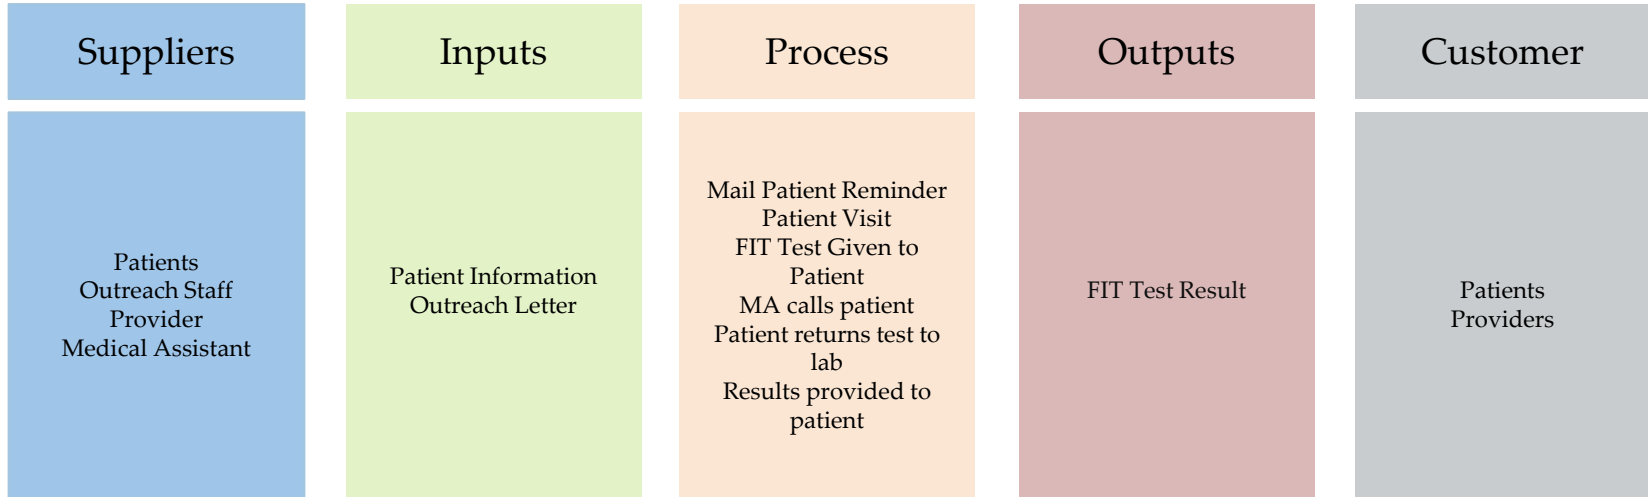 Suppliers
Inputs
Process
Outputs
Customer
Patients
Outreach Staff
Provider
Medical Assistant
Patient Information
Outreach Letter
Mail Patient Reminder
Patient Visit
FIT Test Given to
Patient
MA calls patient
Patient returns test to
lab
Results provided to
patient
FIT Test Result
Patients
Providers